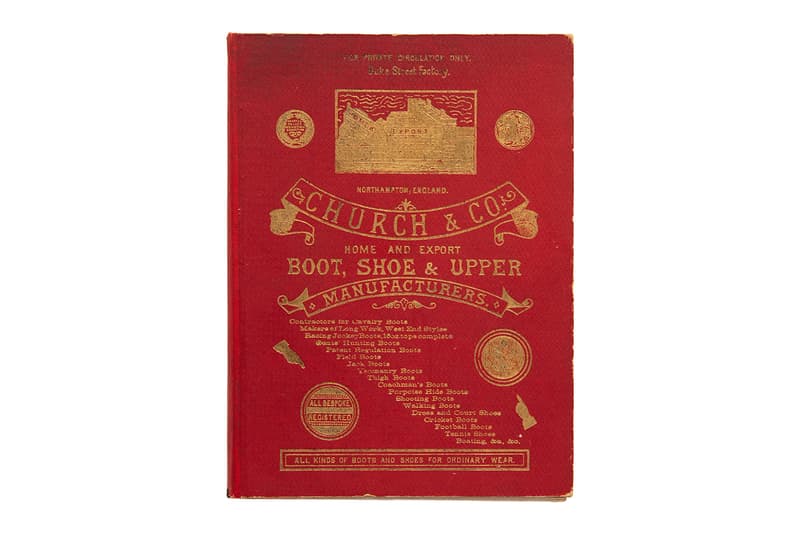 FOR PRIVATE CIRCULATION ONLY.
Duke Street Factory.
EXPORT
NORTHAMPTON, ENGLAND.
CHURCH & CO.
HOME AND EXPORT
BOOT, SHOE & UPPER
MANUFACTURERS.
Contractors for Cavalry Boots
Makers of Long Work, West End Styles
Racing Jockey Boots, 18oz. tops complete
Gents' Hunting Boots
Patent Regulation Boots
Field Boots
Jack Boots
Yeomanry Boots
Thigh Boots
Coachman's Boots
Porpoise Hide Boots
Shooting Boots
Walking Boots
Dress and Court Shoes
Cricket Boots
Football Boots
Tennis Shoes
Boating, &c., &c.
ALL BESPOKE
REGISTERED
ALL KINDS OF BOOTS AND SHOES FOR ORDINARY WEAR.